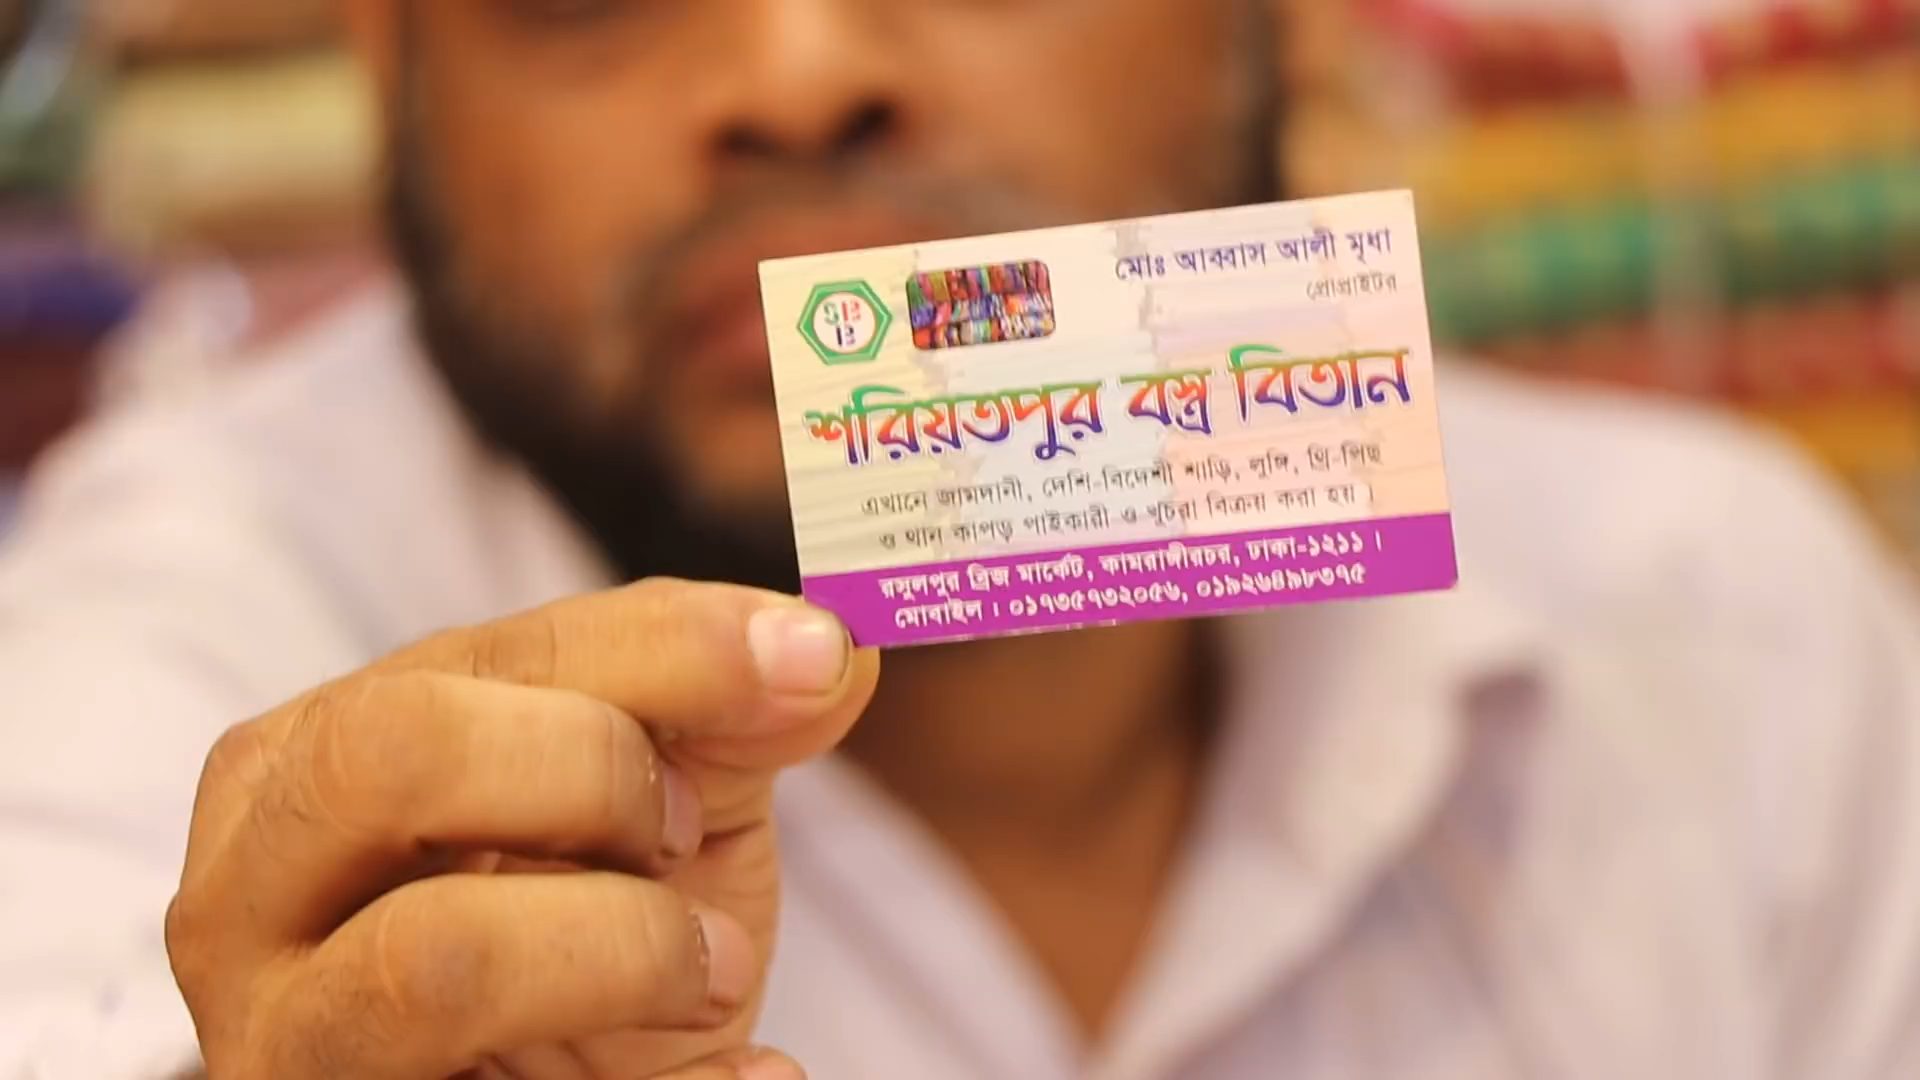 মোঃ আব্বাস আলী মৃধা
প্রোপ্রাইটর
শরিয়তপুর বস্ত্র বিতান
এখানে জামদানী, দেশি-বিদেশী শাড়ি, লুঙ্গি, থ্রি-পিছ
ও থান কাপড় পাইকারী ও খুচরা বিক্রয় করা হয় ।
রসুলপুর ব্রিজ মার্কেট, কামরাঙ্গীরচর, ঢাকা-১২১১ ।
মোবাইল : ০১৭৩৫৭৩২০৫৬, ০১৯২৬৪৯৮৩৭৫